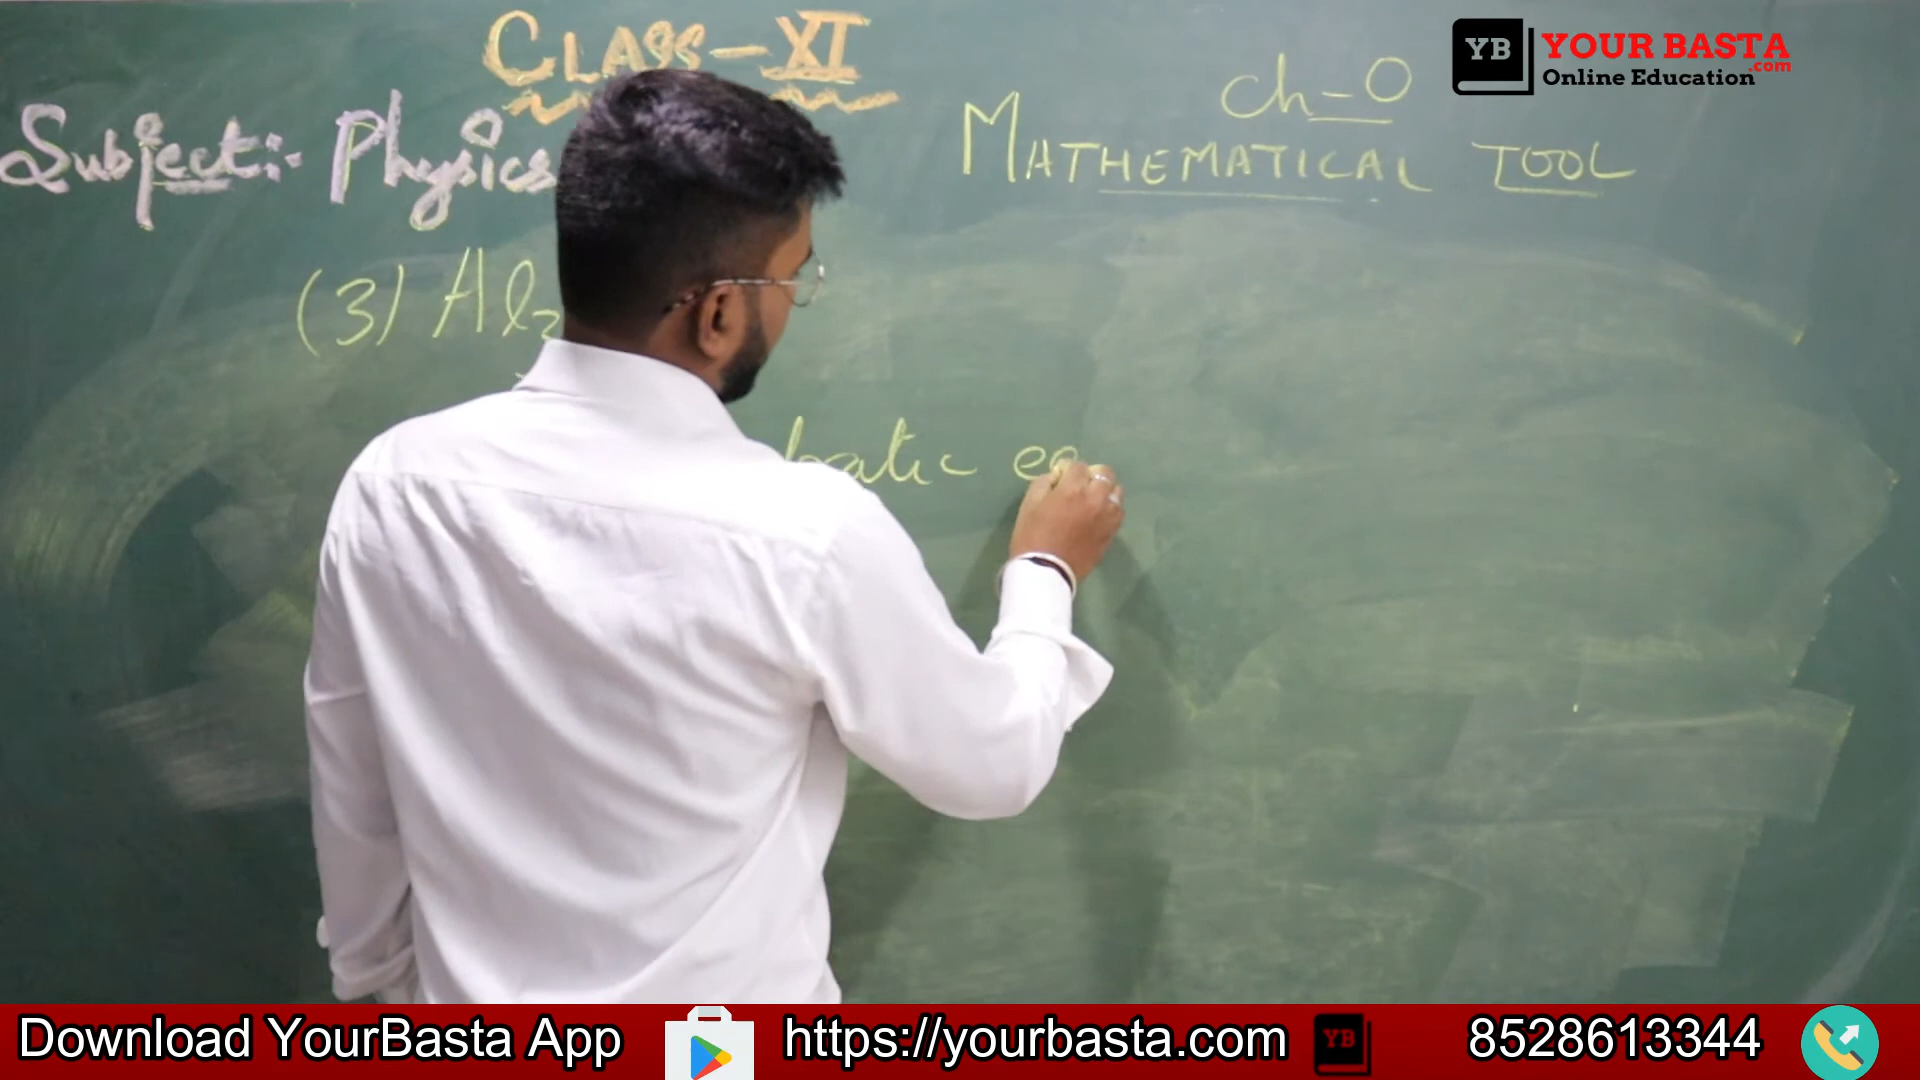 CLASS-XI
YB YOUR BASTA
.com
Online Education
Ch-0
Subject:- Physics
MATHEMATICAL TOOL
(3)
Download YourBasta App https://yourbasta.com YB 8528613344